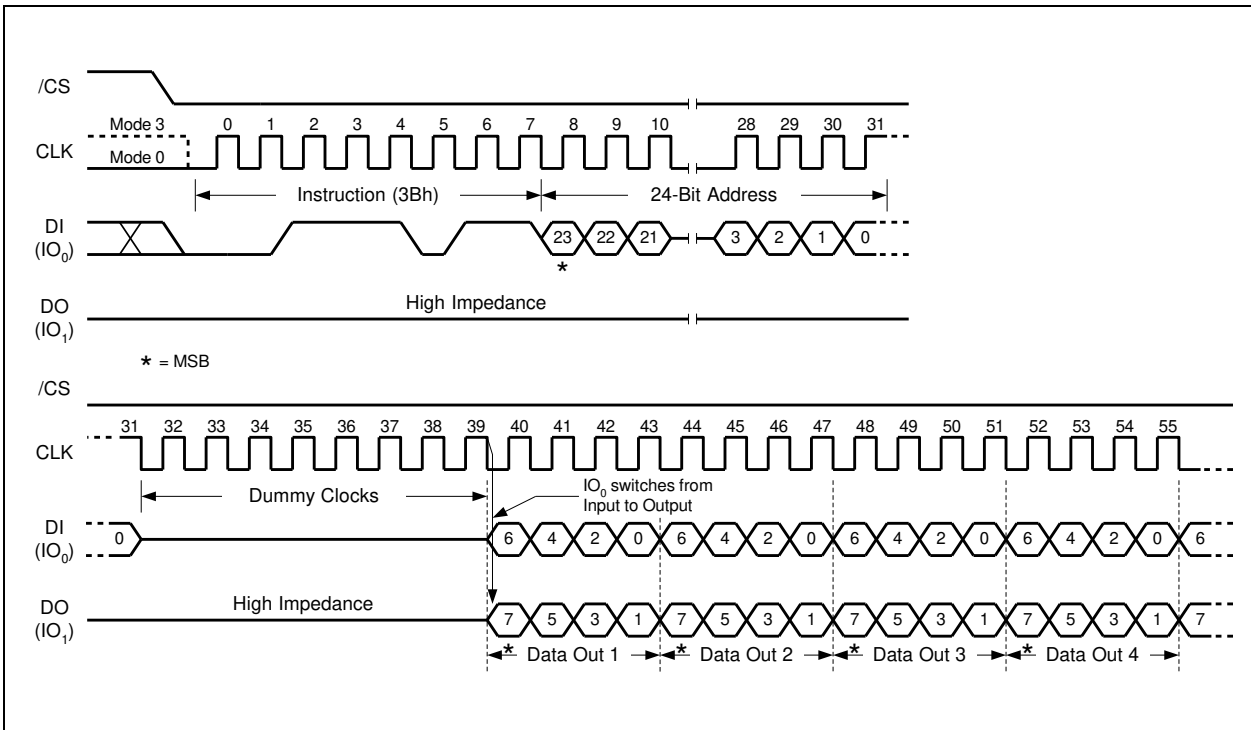 /CS
Mode 3 0 1 2 3 4 5 6 7 8 9 10 28 29 30 31
CLK Mode 0
Instruction (3Bh) 24-Bit Address
DI
(IO0) 23 22 21 3 2 1 0
*
DO High Impedance
(IO1)
* = MSB
/CS
31 32 33 34 35 36 37 38 39 40 41 42 43 44 45 46 47 48 49 50 51 52 53 54 55
CLK
Dummy Clocks
IO0 switches from
Input to Output
DI
(IO0) 0 6 4 2 0 6 4 2 0 6 4 2 0 6 4 2 0 6
DO High Impedance
(IO1) 7 5 3 1 7 5 3 1 7 5 3 1 7 5 3 1 7
* Data Out 1 * Data Out 2 * Data Out 3 * Data Out 4